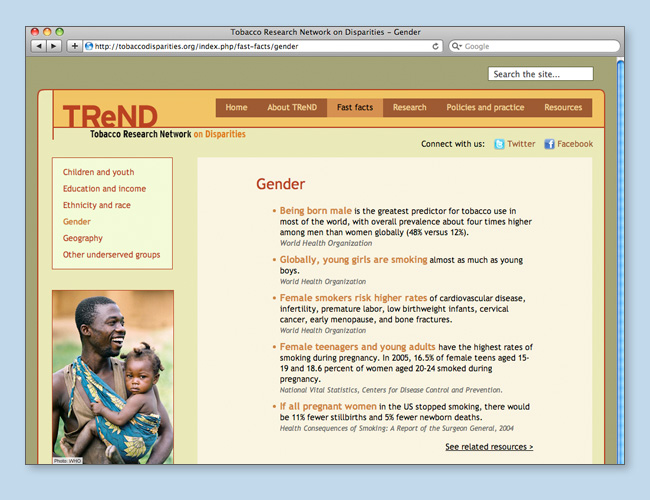 Tobacco Research Network on Disparities – Gender
http://tobaccodisparities.org/index.php/fast-facts/gender
Google
Search the site...
TReND
Home About TReND Fast facts Research Policies and practice Resources
Tobacco Research Network on Disparities
Connect with us: Twitter Facebook
Children and youth
Education and income
Ethnicity and race
Gender
Geography
Other underserved groups
Photo: WHO
Gender
• Being born male is the greatest predictor for tobacco use in
most of the world, with overall prevalence about four times higher
among men than women globally (48% versus 12%).
World Health Organization
• Globally, young girls are smoking almost as much as young
boys.
World Health Organization
• Female smokers risk higher rates of cardiovascular disease,
infertility, premature labor, low birthweight infants, cervical
cancer, early menopause, and bone fractures.
World Health Organization
• Female teenagers and young adults have the highest rates of
smoking during pregnancy. In 2005, 16.5% of female teens aged 15-
19 and 18.6 percent of women aged 20-24 smoked during
pregnancy.
National Vital Statistics, Centers for Disease Control and Prevention.
• If all pregnant women in the US stopped smoking, there would
be 11% fewer stillbirths and 5% fewer newborn deaths.
Health Consequences of Smoking: A Report of the Surgeon General, 2004
See related resources >